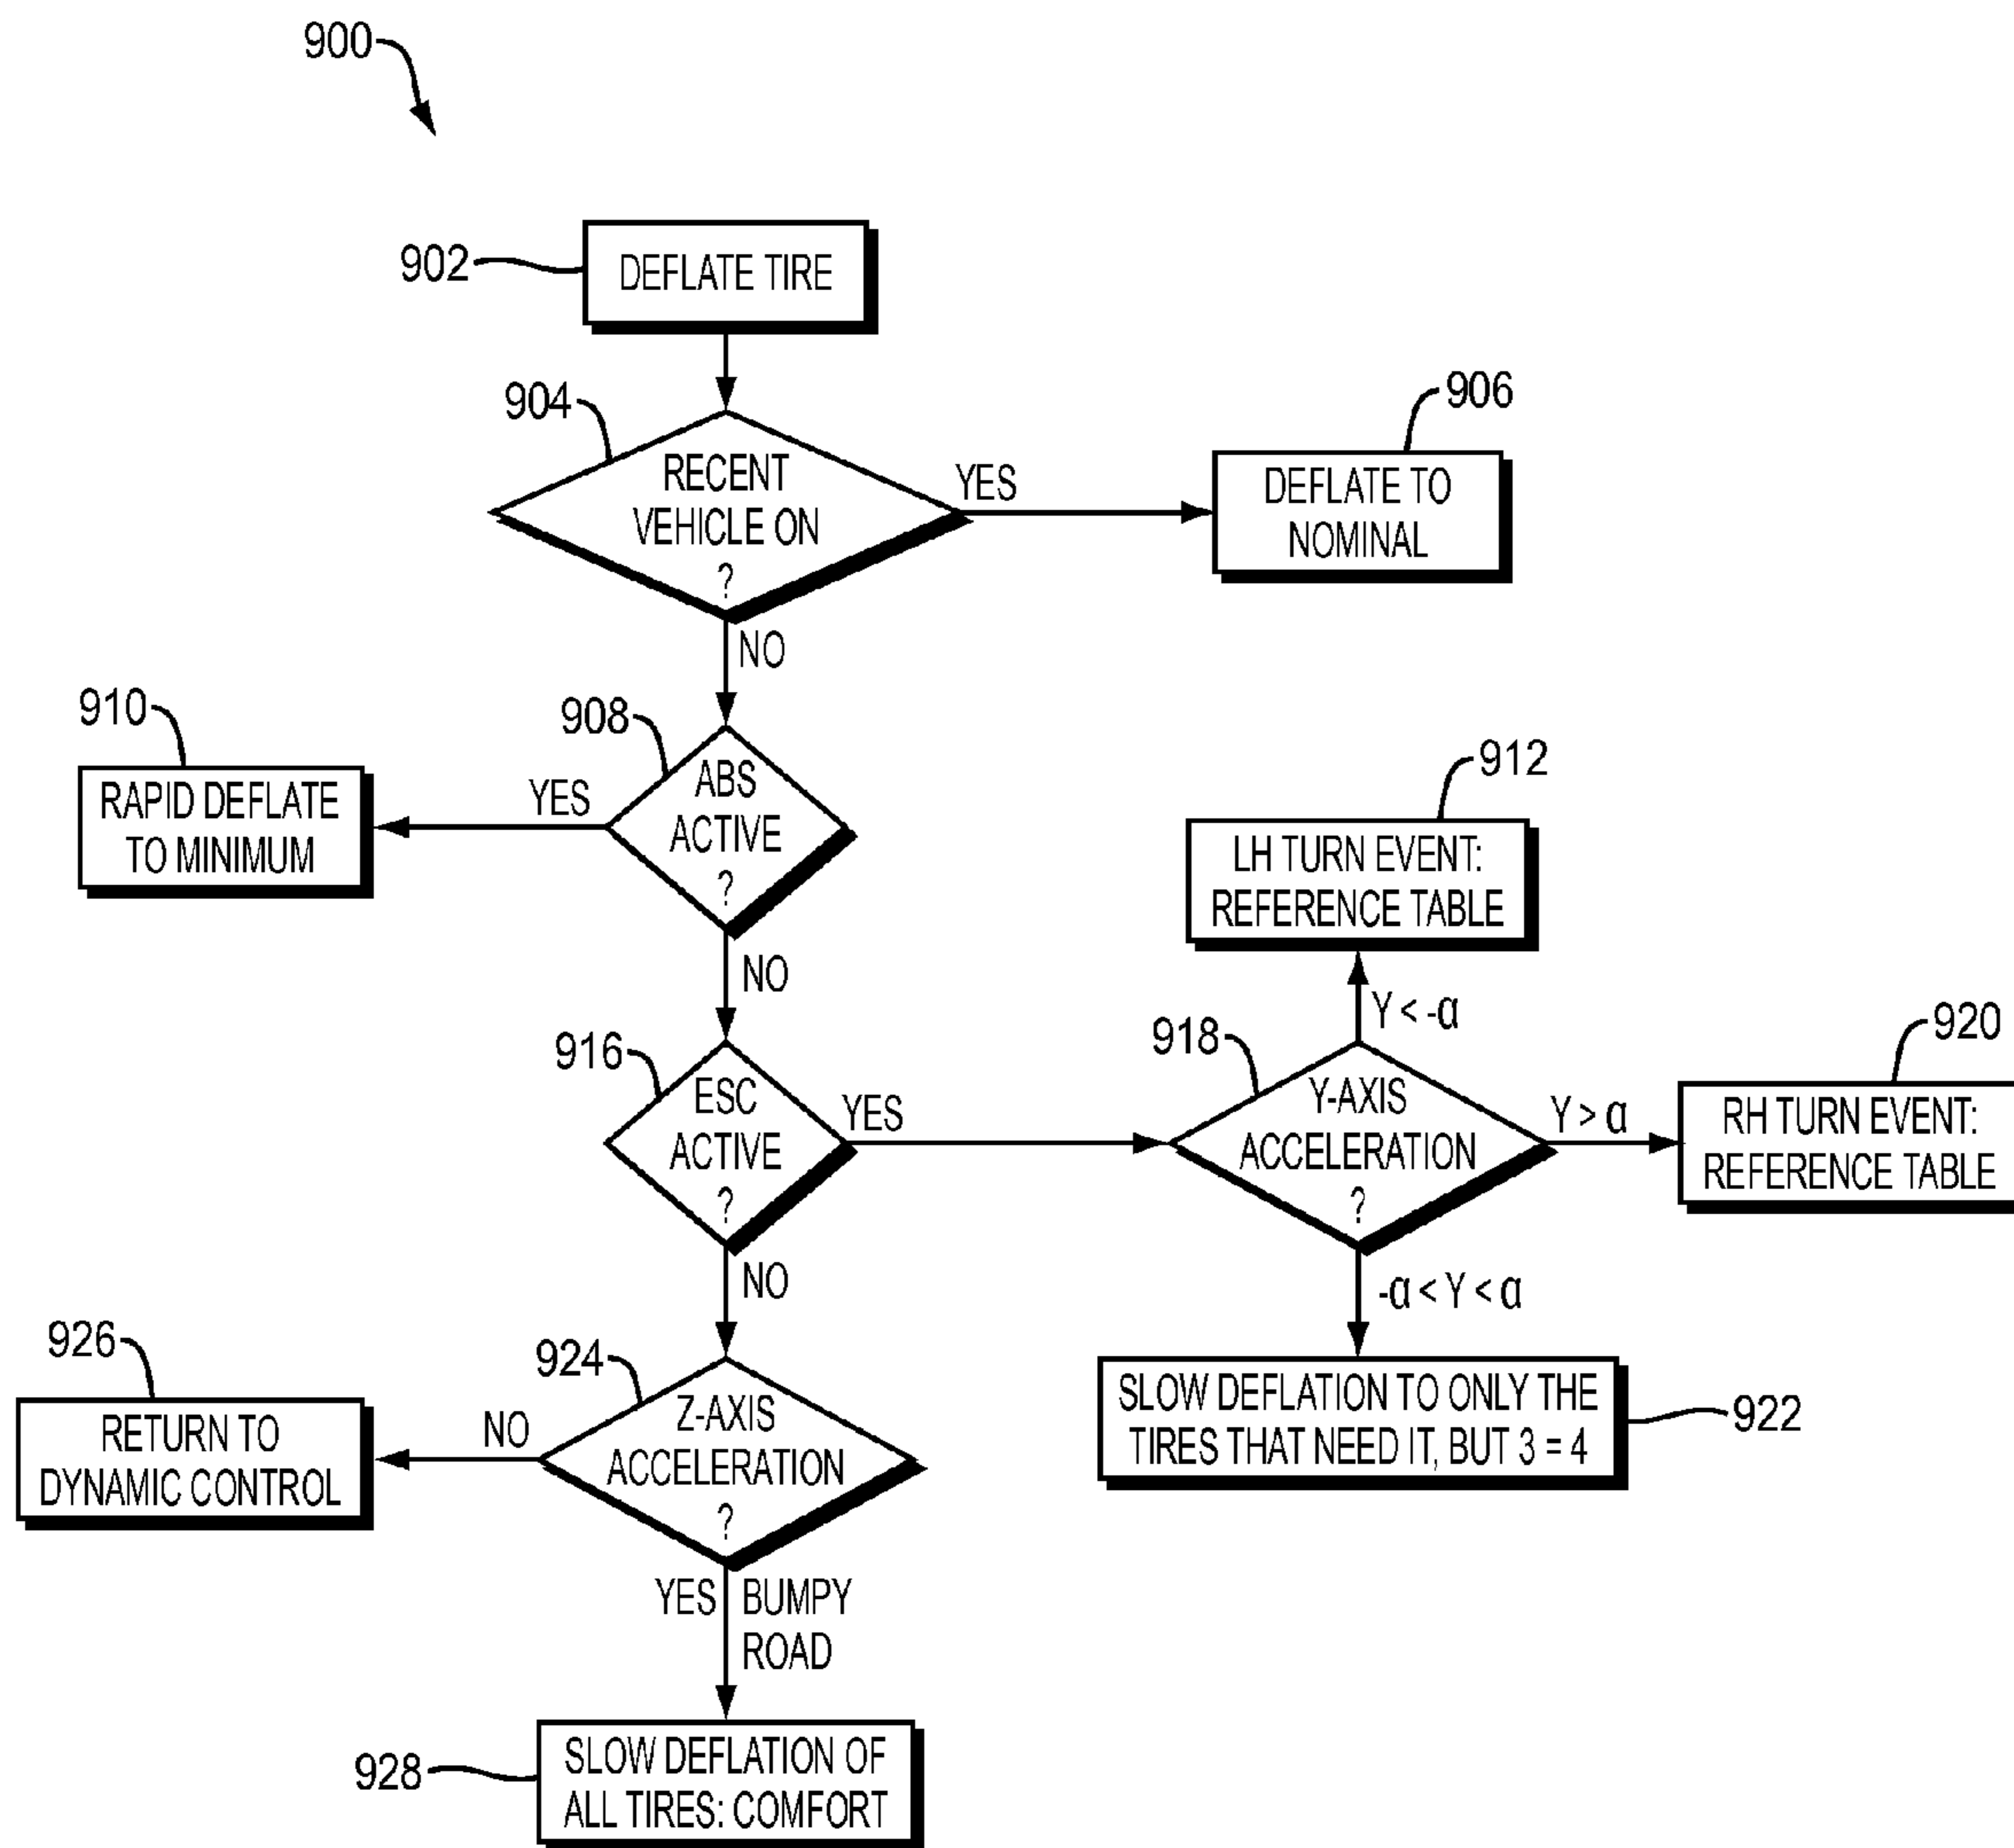 900
902
DEFLATE TIRE
904
RECENT
VEHICLE ON
?
YES
906
DEFLATE TO
NOMINAL
NO
910
RAPID DEFLATE
TO MINIMUM
YES
908
ABS
ACTIVE
?
NO
912
LH TURN EVENT:
REFERENCE TABLE
Y < -α
916
ESC
ACTIVE
?
YES
918
Y-AXIS
ACCELERATION
?
Y > α
920
RH TURN EVENT:
REFERENCE TABLE
-α < Y < α
SLOW DEFLATION TO ONLY THE
TIRES THAT NEED IT, BUT 3 = 4
922
NO
926
RETURN TO
DYNAMIC CONTROL
NO
924
Z-AXIS
ACCELERATION
?
YES BUMPY
ROAD
928
SLOW DEFLATION OF
ALL TIRES: COMFORT